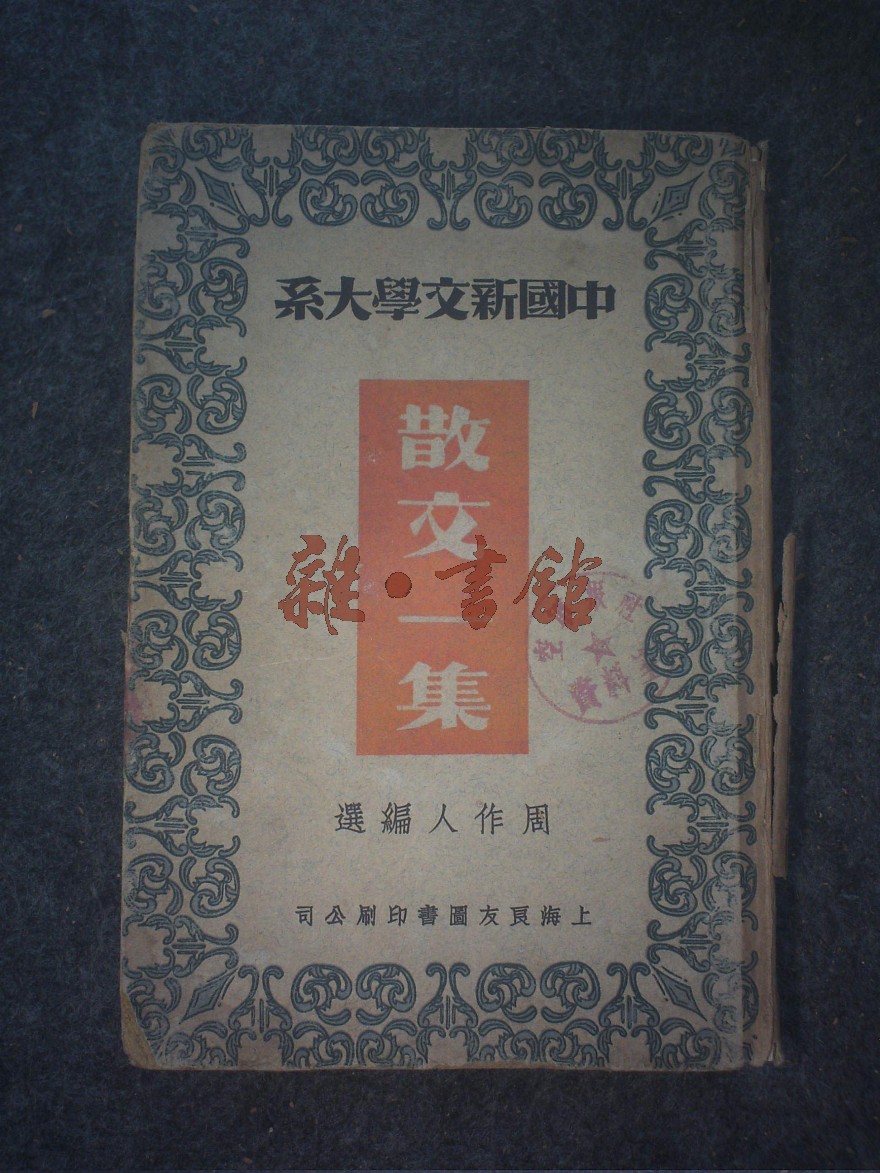 中國新文學大系
散文一集
雜·書館
周作人編選
上海良友圖書印刷公司